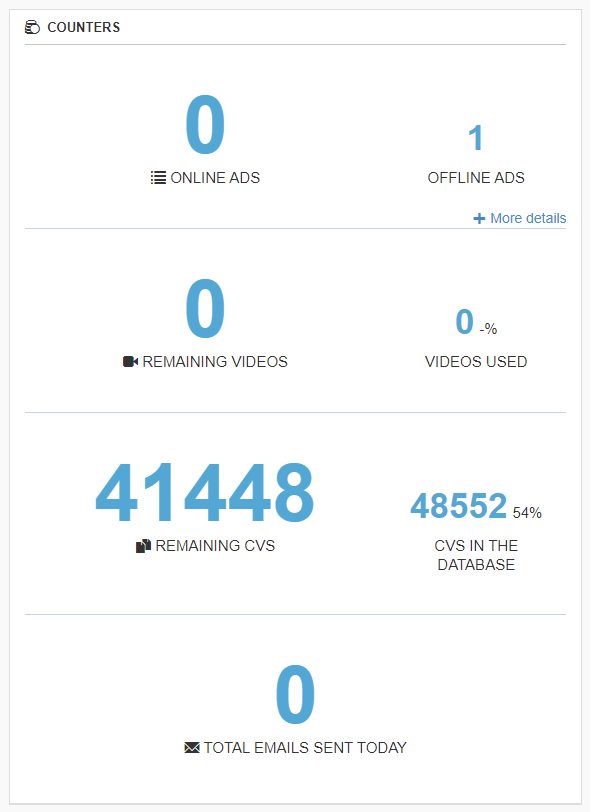 COUNTERS
0
1
ONLINE ADS
OFFLINE ADS
More details
0
0 -%
REMAINING VIDEOS
VIDEOS USED
41448
48552 54%
REMAINING CVS
CVS IN THE
DATABASE
0
TOTAL EMAILS SENT TODAY